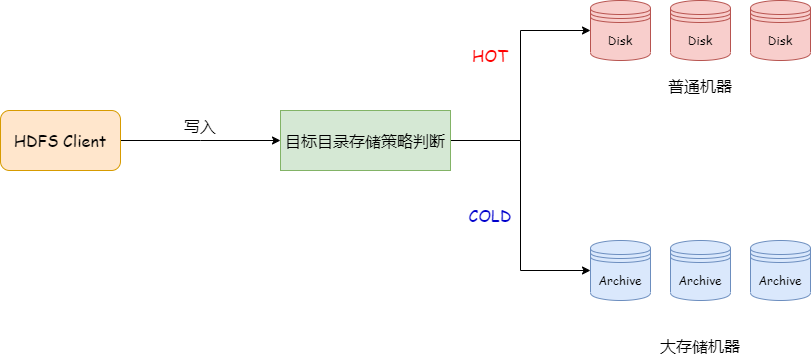 HDFS Client
写入
目标目录存储策略判断
HOT
Disk
Disk
Disk
普通机器
COLD
Archive
Archive
Archive
大存储机器